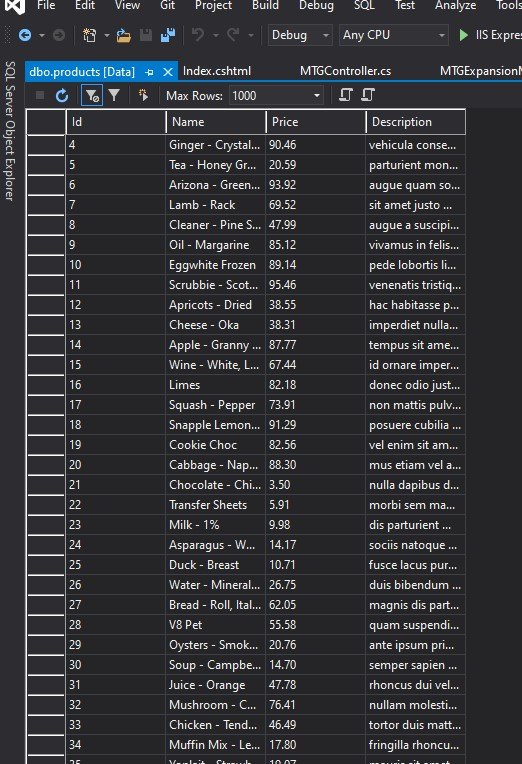 File Edit View Git Project Build Debug SQL Test Analyze Tools
Debug Any CPU IIS Expres
dbo.products [Data] Index.cshtml MTGController.cs MTGExpansionM
SQL Server Object Explorer
Max Rows: 1000
Id Name Price Description
4 Ginger - Crystal... 90.46 vehicula conse...
5 Tea - Honey Gr... 20.59 parturient mon...
6 Arizona - Green... 93.92 augue quam so...
7 Lamb - Rack 69.52 sit amet justo ...
8 Cleaner - Pine S... 47.99 augue a suscipi...
9 Oil - Margarine 85.12 vivamus in felis...
10 Eggwhite Frozen 89.14 pede lobortis li...
11 Scrubbie - Scot... 95.46 venenatis tristiq...
12 Apricots - Dried 38.55 hac habitasse p...
13 Cheese - Oka 38.31 imperdiet nulla...
14 Apple - Granny ... 87.77 tempus sit ame...
15 Wine - White, L... 67.44 id ornare imper...
16 Limes 82.18 donec odio just...
17 Squash - Pepper 73.91 non mattis pulv...
18 Snapple Lemon... 91.29 posuere cubilia ...
19 Cookie Choc 82.56 vel enim sit am...
20 Cabbage - Nap... 88.30 mus etiam vel a...
21 Chocolate - Chi... 3.50 nulla dapibus d...
22 Transfer Sheets 5.91 morbi sem ma...
23 Milk - 1% 9.98 dis parturient ...
24 Asparagus - W... 14.17 sociis natoque ...
25 Duck - Breast 10.71 fusce lacus pur...
26 Water - Mineral... 26.75 duis bibendum ...
27 Bread - Roll, Ital... 62.05 magnis dis part...
28 V8 Pet 55.58 quam suspendi...
29 Oysters - Smok... 20.76 ante ipsum pri...
30 Soup - Campbe... 14.70 semper sapien ...
31 Juice - Orange 47.78 rhoncus dui vel...
32 Mushroom - C... 76.41 nullam molesti...
33 Chicken - Tend... 46.49 tortor duis matt...
34 Muffin Mix - Le... 17.80 fringilla rhoncu...